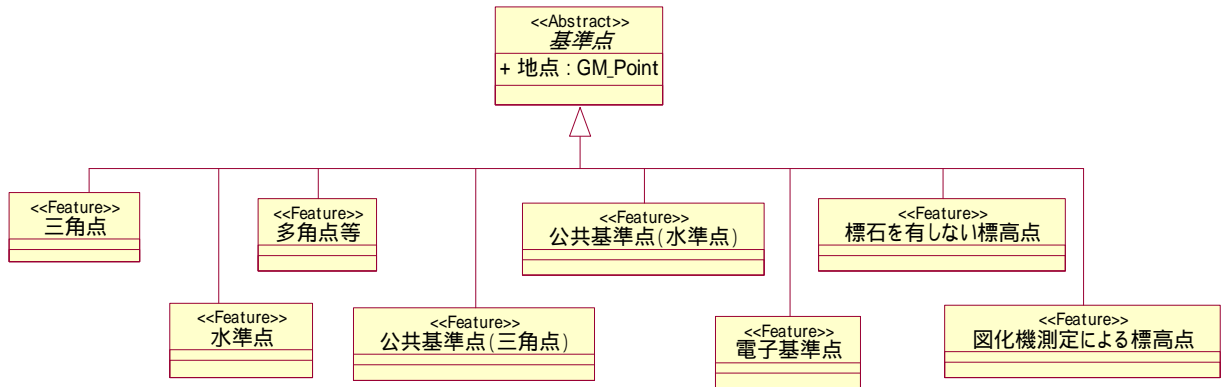 <<Abstract>>
基準点
+ 地点 : GM_Point
<<Feature>>
三角点
<<Feature>>
多角点等
<<Feature>>
公共基準点(水準点)
<<Feature>>
標石を有しない標高点
<<Feature>>
水準点
<<Feature>>
公共基準点(三角点)
<<Feature>>
電子基準点
<<Feature>>
図化機測定による標高点